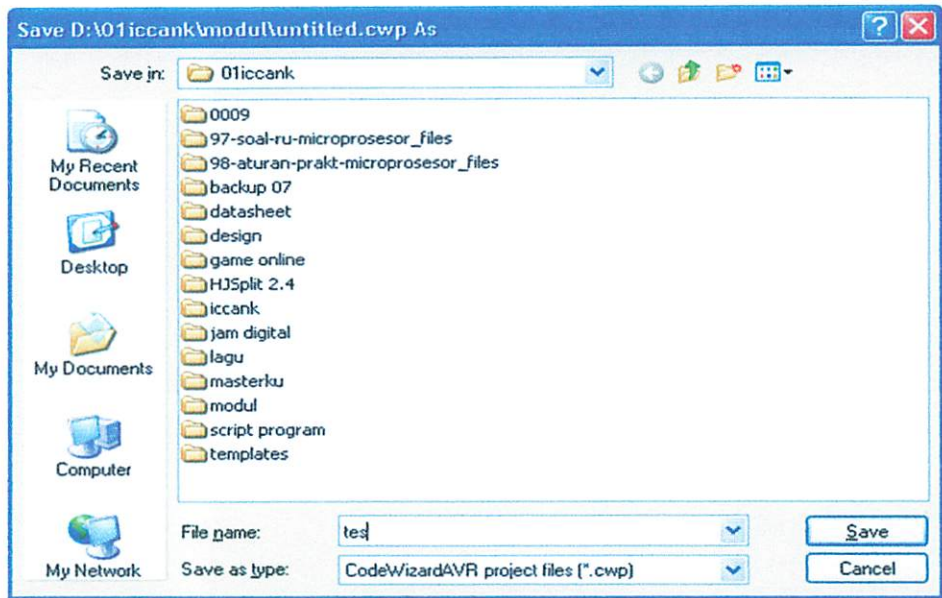 Save D:\01iccank\modul\untitled.cwp As
Save in: 01iccank
0009
97-soal-ru-microprosesor_files
98-aturan-prakt-microprosesor_files
backup 07
datasheet
design
game online
HJSplit 2.4
iccank
jam digital
lagu
masterku
modul
script program
templates
My Recent
Documents
Desktop
My Documents
Computer
My Network
File name: tes
Save
Save as type: CodeWizardAVR project files (*.cwp)
Cancel